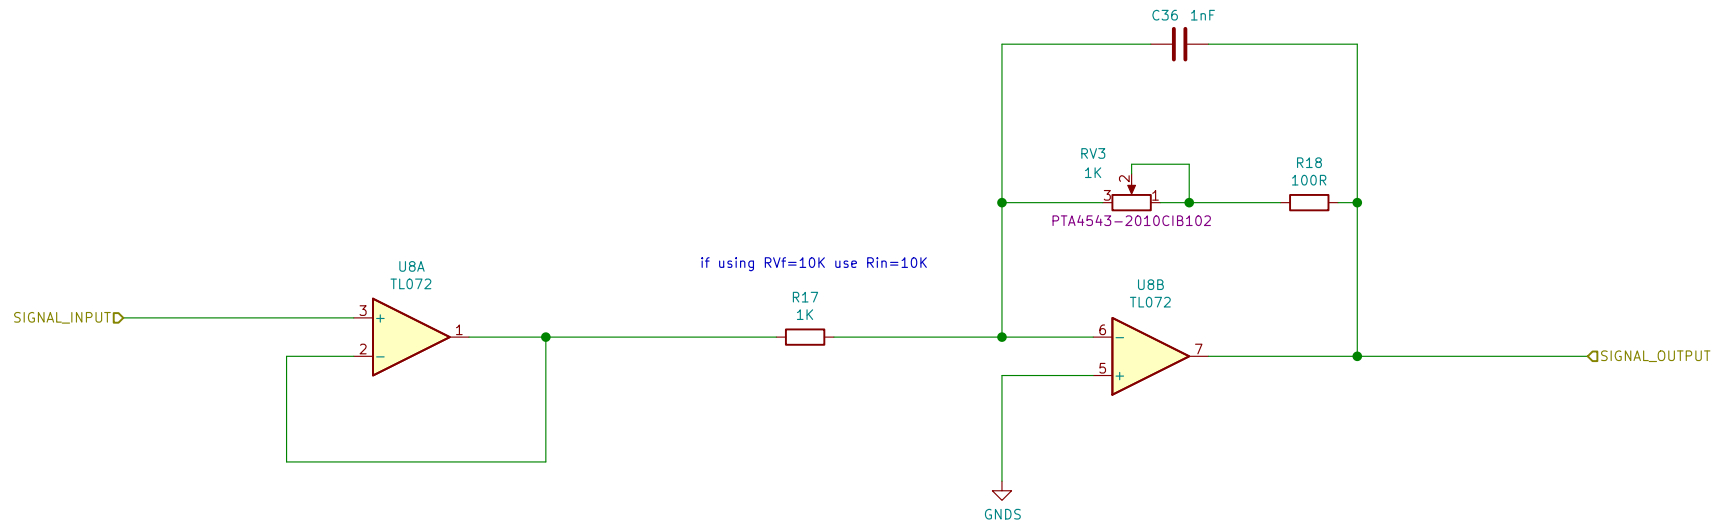 C36 1nF
RV3
1K
2
3
1
PTA4543-2010CIB102
R18
100R
if using RVf=10K use Rin=10K
U8A
TL072
SIGNAL_INPUT
3
+
2
−
1
R17
1K
U8B
TL072
6
−
5
+
7
SIGNAL_OUTPUT
GNDS